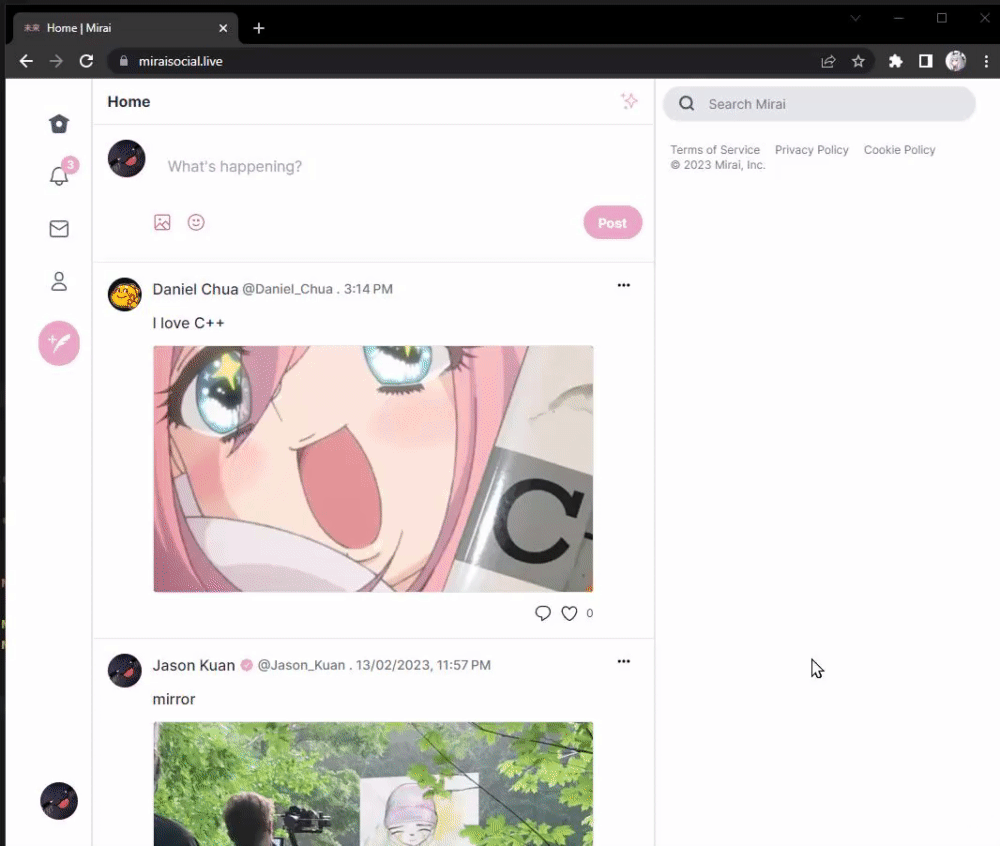 未来 Home | Mirai
miraisocial.live
Home
Search Mirai
3
What's happening?
Terms of Service Privacy Policy Cookie Policy
© 2023 Mirai, Inc.
Post
Daniel Chua @Daniel_Chua . 3:14 PM
I love C++
C
0
Jason Kuan @Jason_Kuan . 13/02/2023, 11:57 PM
mirror